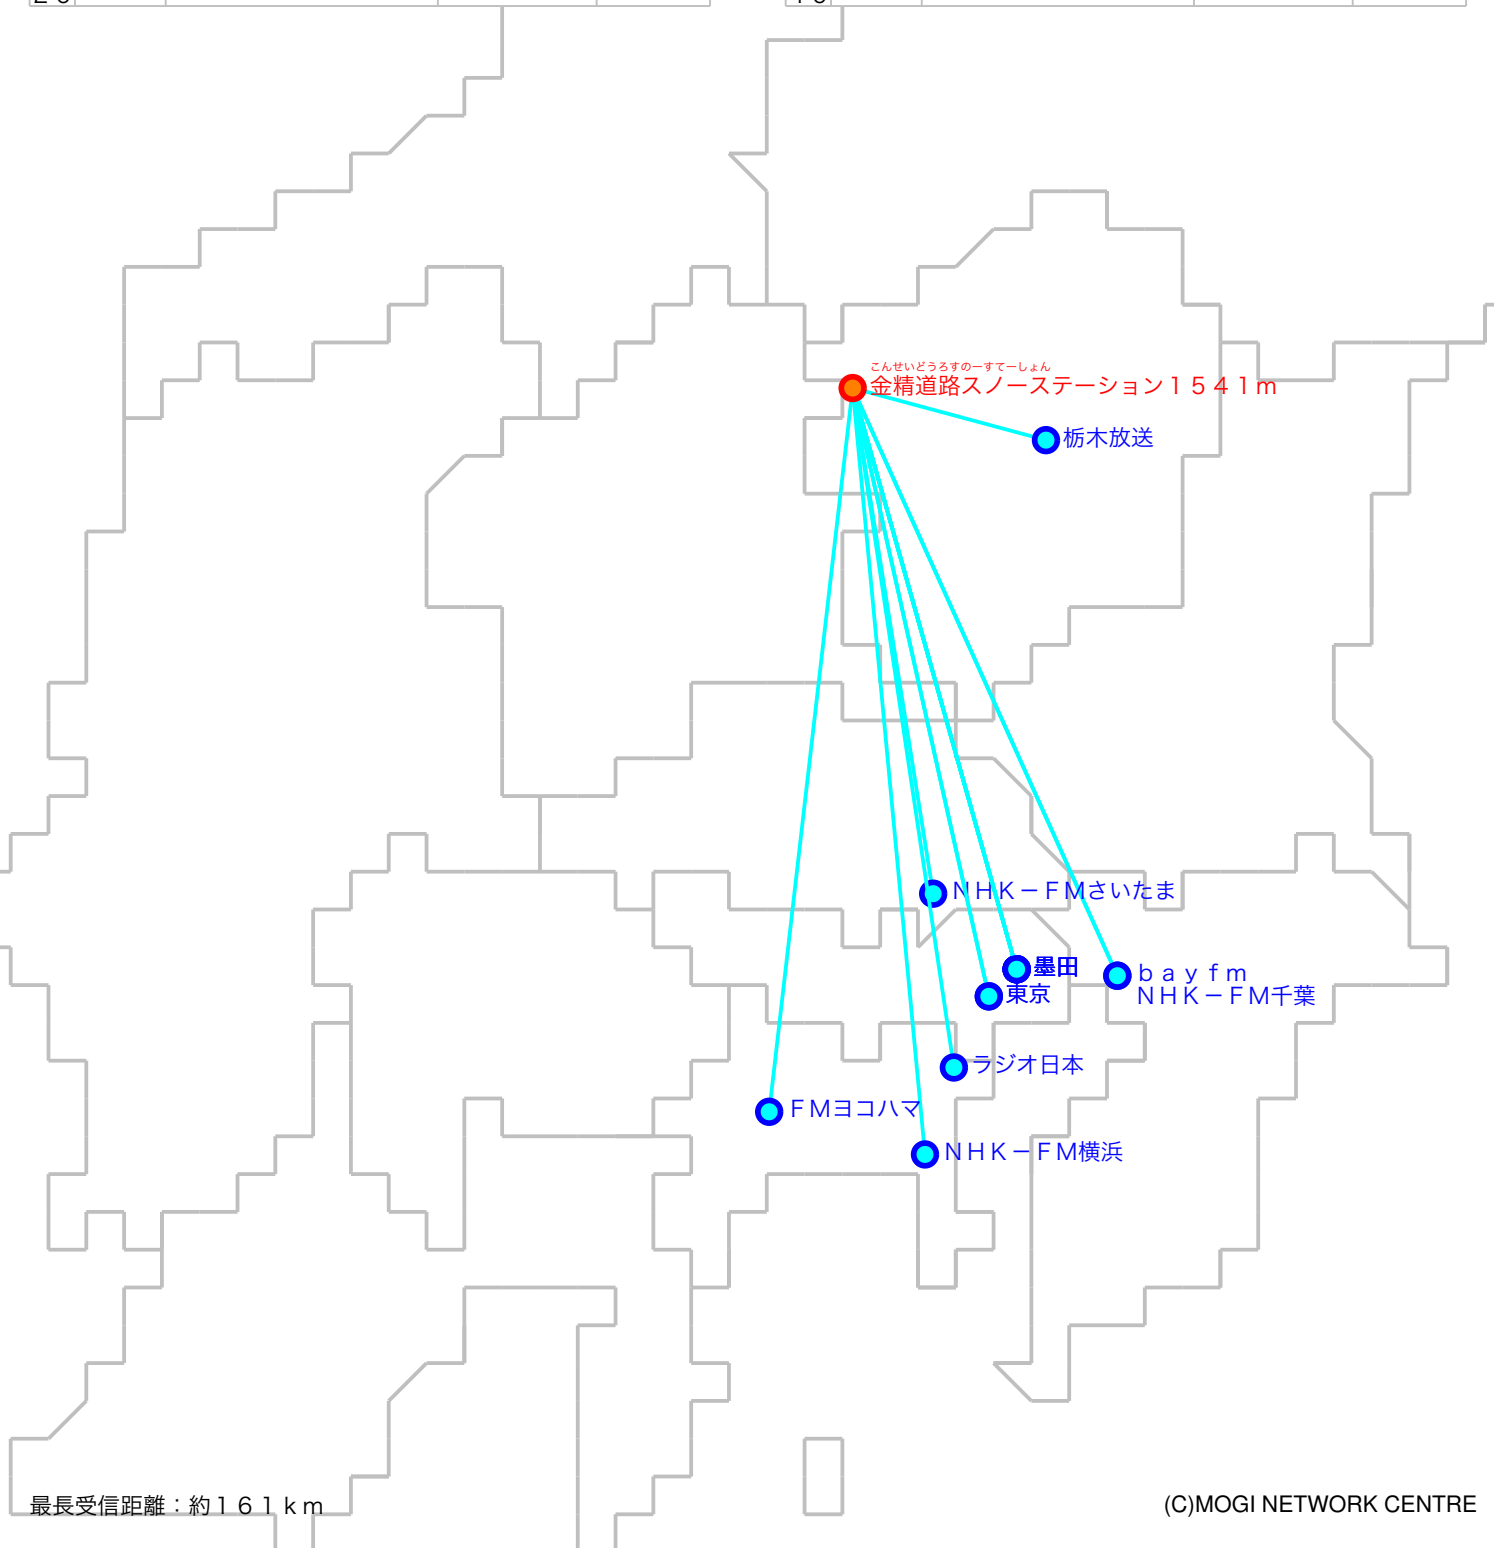 こんせいどうろすのーすてーしょん
金精道路スノーステーション１５４１ｍ
栃木放送
ＮＨＫ－ＦＭさいたま
墨田
ｂａｙｆｍ
東京
ＮＨＫ－ＦＭ千葉
ラジオ日本
ＦＭヨコハマ
ＮＨＫ－ＦＭ横浜
最長受信距離：約１６１ｋｍ
(C)MOGI NETWORK CENTRE